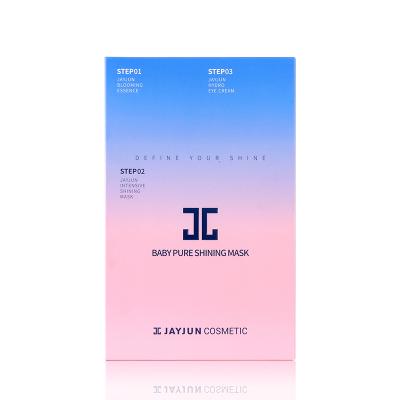 STEP01
JAYJUN
BLOOMING
ESSENCE
STEP03
JAYJUN
HYDRO
EYE CREAM
DEFINE YOUR SHINE
STEP02
JAYJUN
INTENSIVE
SHINING
MASK
BABY PURE SHINING MASK
JAYJUN COSMETIC